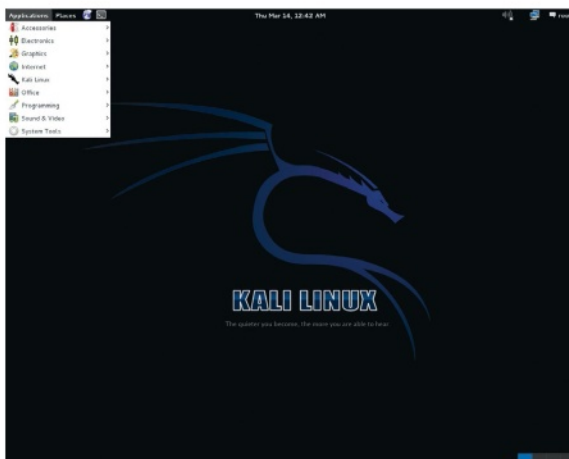 Applications Places Thu Mar 14, 12:42 AM
Accessories
Electronics
Graphics
Internet
Kali Linux
Office
Programming
Sound & Video
System Tools
KALI LINUX
The quieter you become, the more you are able to hear